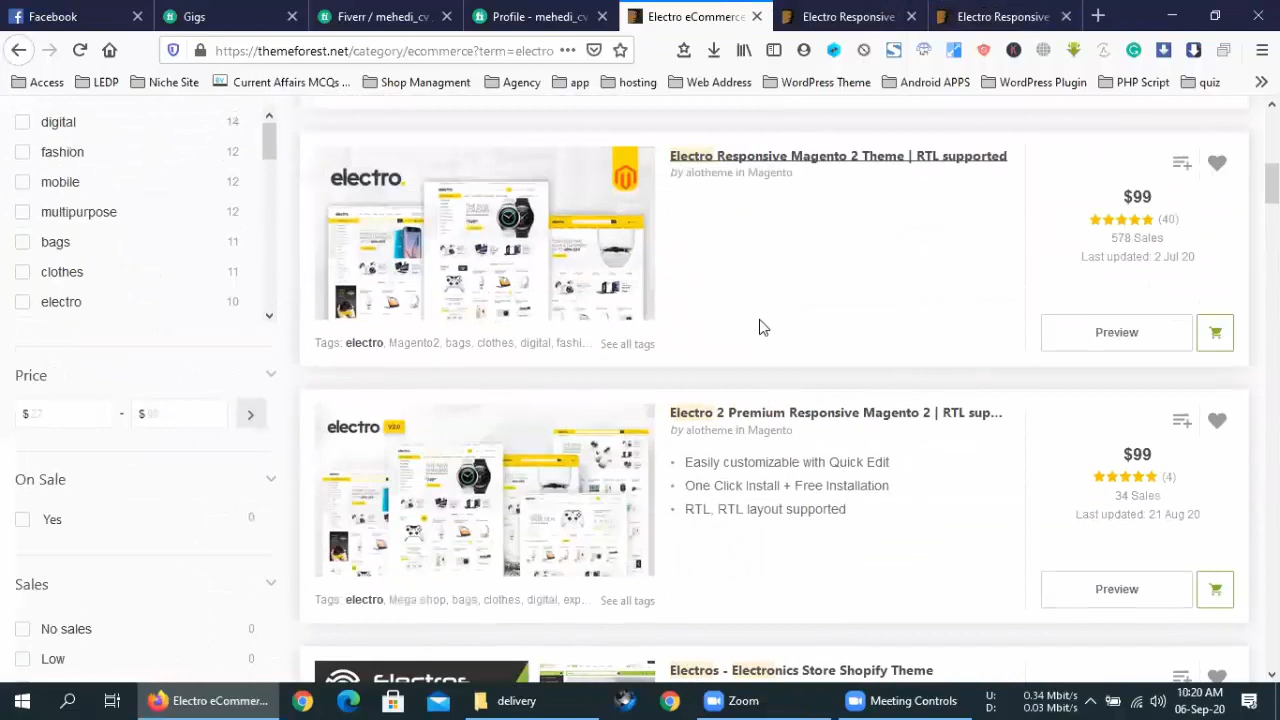 facebook
Gigs
Fiverr / mehedi_cv
Profile - mehedi_cv
Electro eCommerce
Electro Responsive
Electro Responsive
https://themeforest.net/category/ecommerce?term=electro
Access
LEDP
Niche Site
Current Affairs MCQs ...
Shop Managment
Agency
app
hosting
Web Address
WordPress Theme
Android APPS
WordPress Plugin
PHP Script
quiz
digital 14
fashion 12
mobile 12
multipurpose 12
bags 11
clothes 11
electro 10
Price
$27 - $99
On Sale
Yes 0
Sales
No sales 0
Low 0
electro.
Electro Responsive Magento 2 Theme | RTL supported
by alotheme in Magento
$99
(40)
578 Sales
Last updated: 2 Jul 20
Preview
Tags: electro, Magento2, bags, clothes, digital, fashi... See all tags
electro V2.0
Electro 2 Premium Responsive Magento 2 | RTL sup...
by alotheme in Magento
• Easily customizable with Quick Edit
• One Click Install + Free Installation
• RTL, RTL layout supported
$99
(4)
34 Sales
Last updated: 21 Aug 20
Preview
Tags: electro, Mega shop, bags, clothes, digital, exp... See all tags
Electros
Electros - Electronics Store Shopify Theme
Electro eCommer...
delivery
Zoom
Meeting Controls
U: 0.34 Mbit/s
D: 0.03 Mbit/s
10:20 AM
06-Sep-20